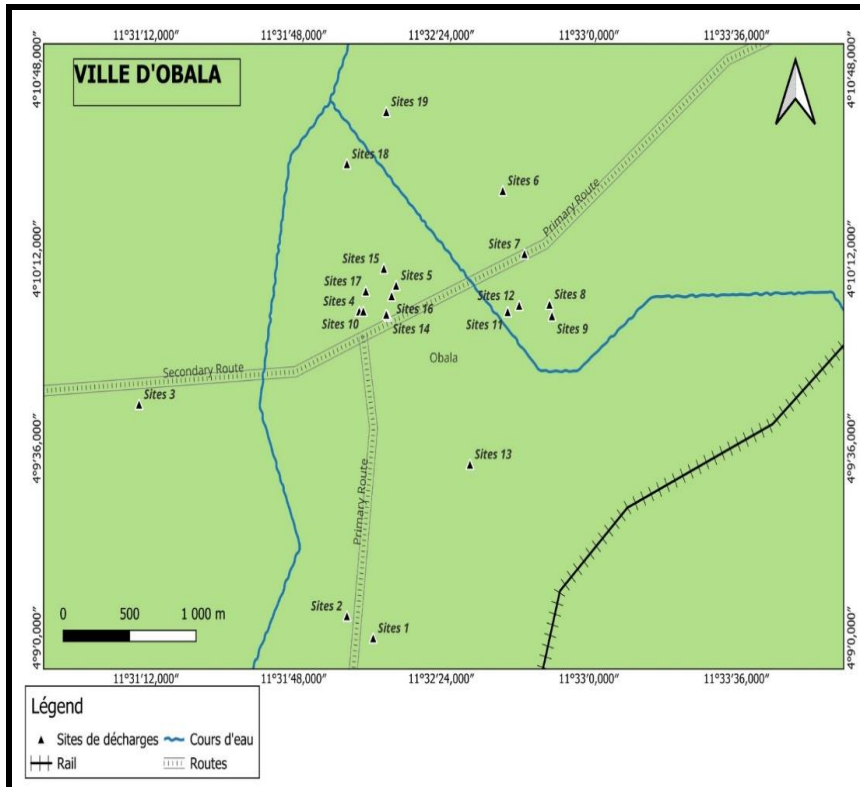 11°31'12,000" 11°31'48,000" 11°32'24,000" 11°33'0,000" 11°33'36,000"
4°10'48,000" 4°10'48,000"
VILLE D'OBALA
Sites 19
Sites 18
Sites 6
Primary Route
4°10'12,000" 4°10'12,000"
Sites 7
Sites 15
Sites 5
Sites 17
Sites 4 Sites 16 Sites 12 Sites 8
Sites 10 Sites 14 Sites 11 Sites 9
Obala
Secondary Route
Sites 3
4°9'36,000" 4°9'36,000"
Sites 13
Primary Route
Sites 2
Sites 1
0 500 1 000 m
4°9'0,000" 4°9'0,000"
11°31'12,000" 11°31'48,000" 11°32'24,000" 11°33'0,000" 11°33'36,000"
Légend
Sites de décharges Cours d'eau
Rail Routes